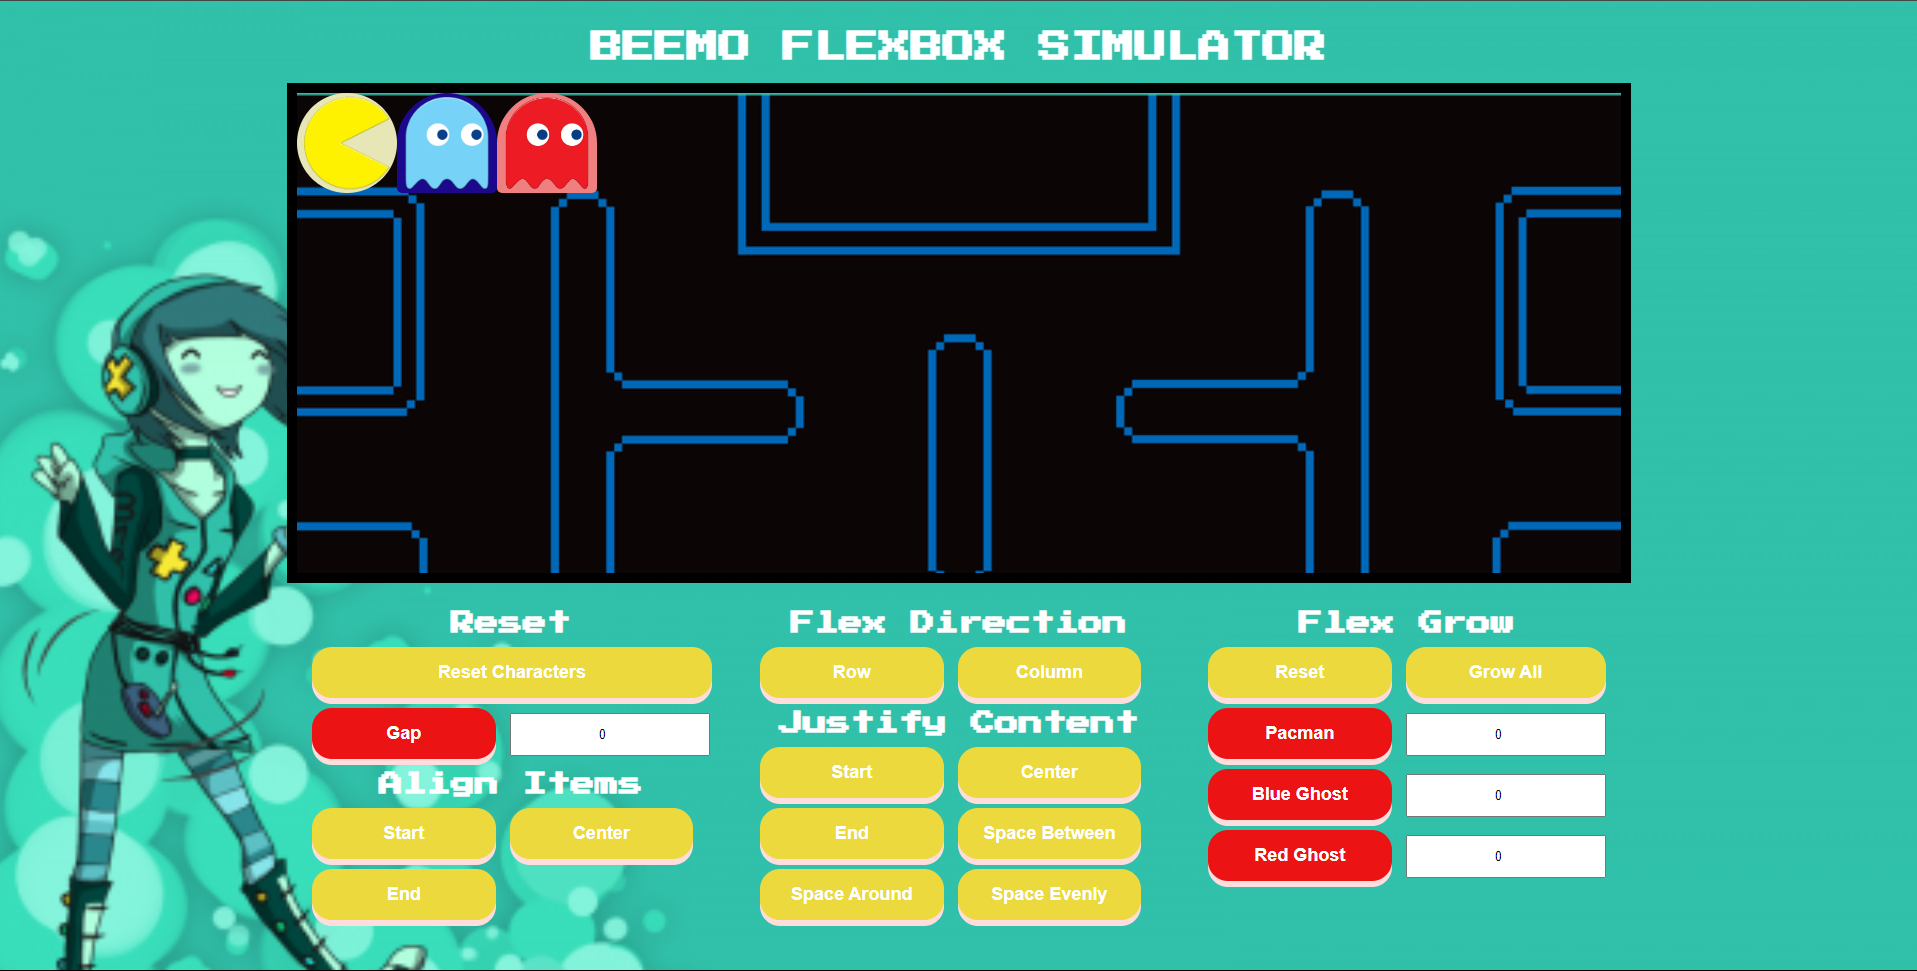 BEEMO FLEXBOX SIMULATOR
Reset
Reset Characters
Gap
0
Align Items
Start
Center
End
Flex Direction
Row
Column
Justify Content
Start
Center
End
Space Between
Space Around
Space Evenly
Flex Grow
Reset
Grow All
Pacman
0
Blue Ghost
0
Red Ghost
0